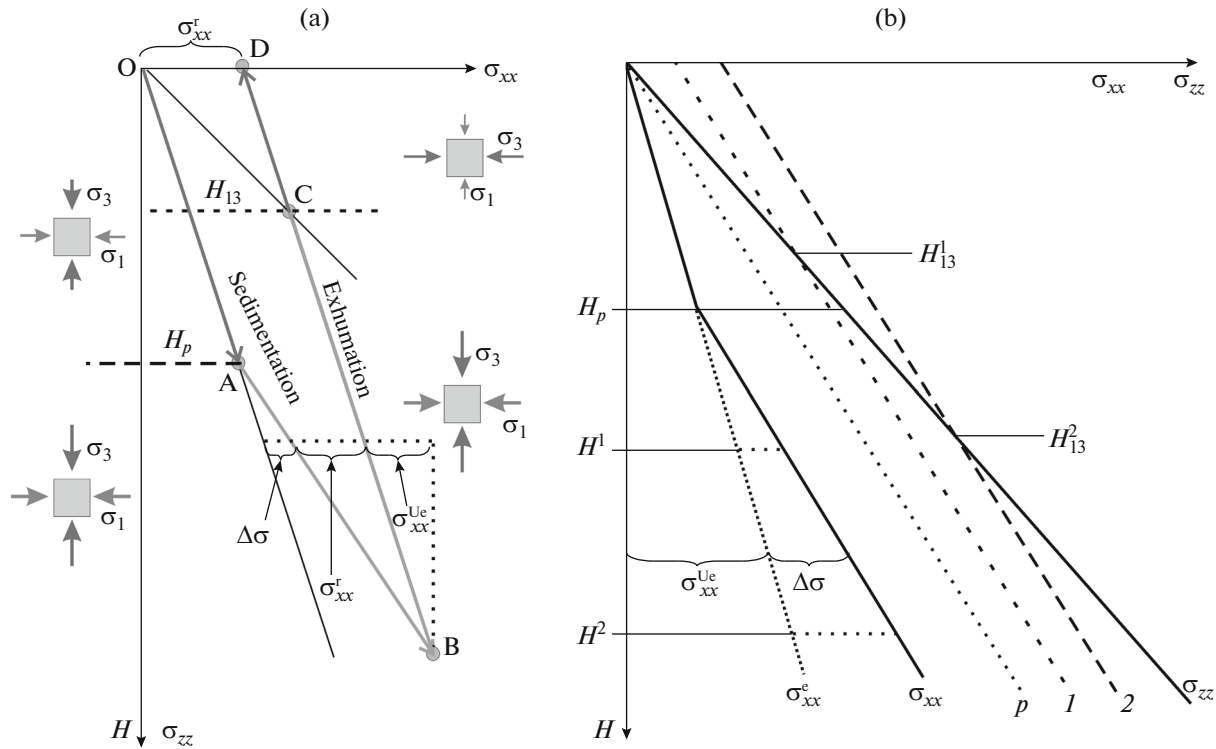 (a)
σ^r_xx
O
D
σ_xx
σ_3
σ_1
H_13
C
σ_3
σ_1
Sedimentation
Exhumation
H_p
A
σ_3
σ_1
σ_3
σ_1
Δσ
σ^r_xx
σ^Ue_xx
B
H
σ_zz
(b)
σ_xx
σ_zz
H^1_13
H_p
H^1
H^2_13
σ^Ue_xx
Δσ
H^2
σ^e_xx
σ_xx
p
1
2
σ_zz
H